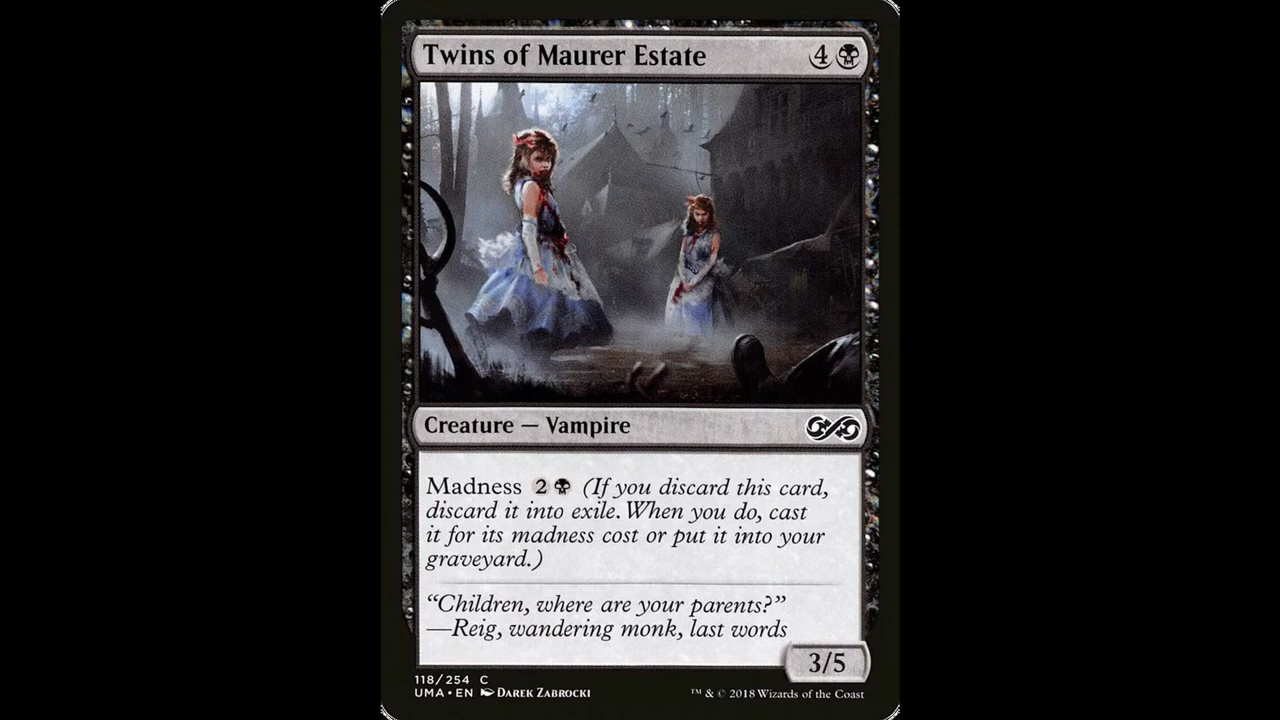 Twins of Maurer Estate 4
Creature — Vampire
Madness 2 (If you discard this card,
discard it into exile. When you do, cast
it for its madness cost or put it into your
graveyard.)
“Children, where are your parents?”
—Reig, wandering monk, last words
3/5
118/254 C
UMA • EN DAREK ZABROCKI
™ & © 2018 Wizards of the Coast